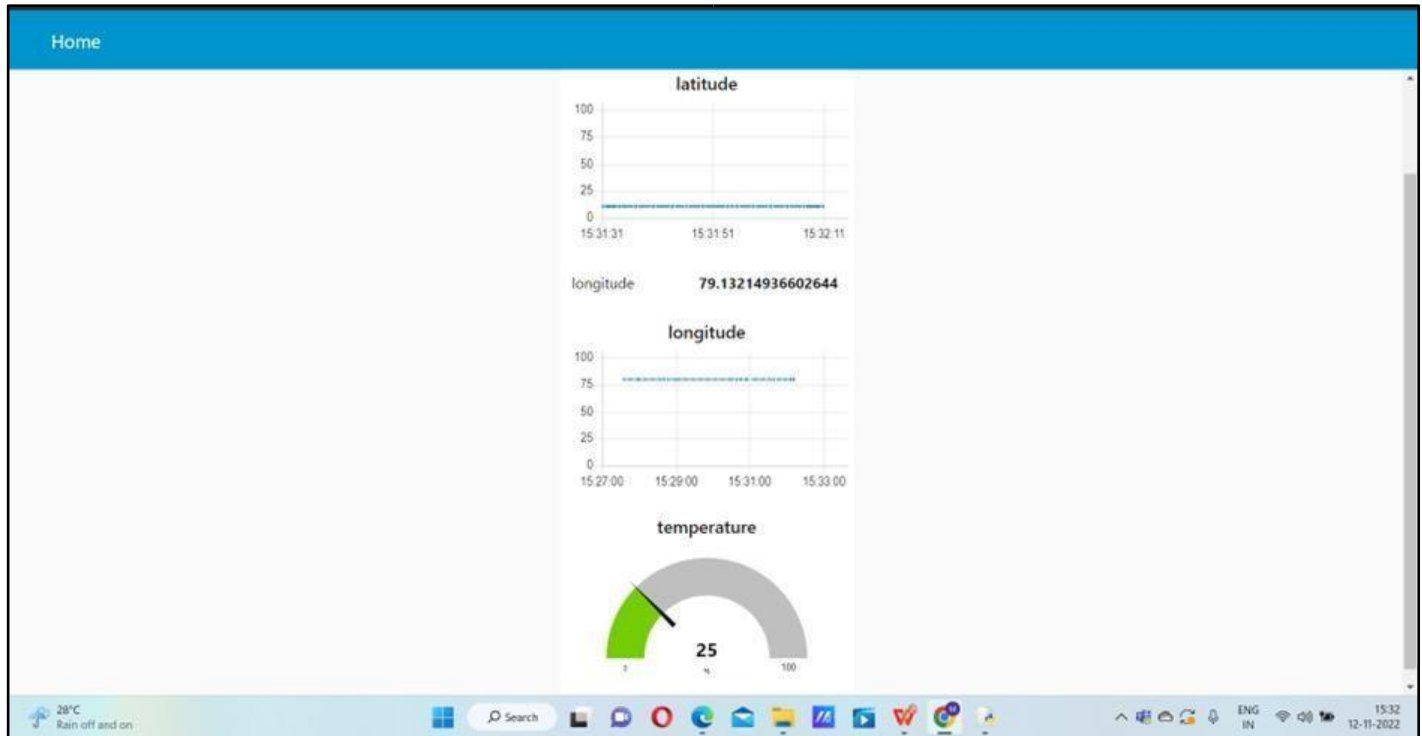 Home
latitude
100
75
50
25
0
15:31:31 15:31:51 15:32:11
longitude 79.13214936602644
longitude
100
75
50
25
0
15:27:00 15:29:00 15:31:00 15:33:00
temperature
25
100
28°C
Rain off and on
Search
ENG
IN
15:32
12-11-2022